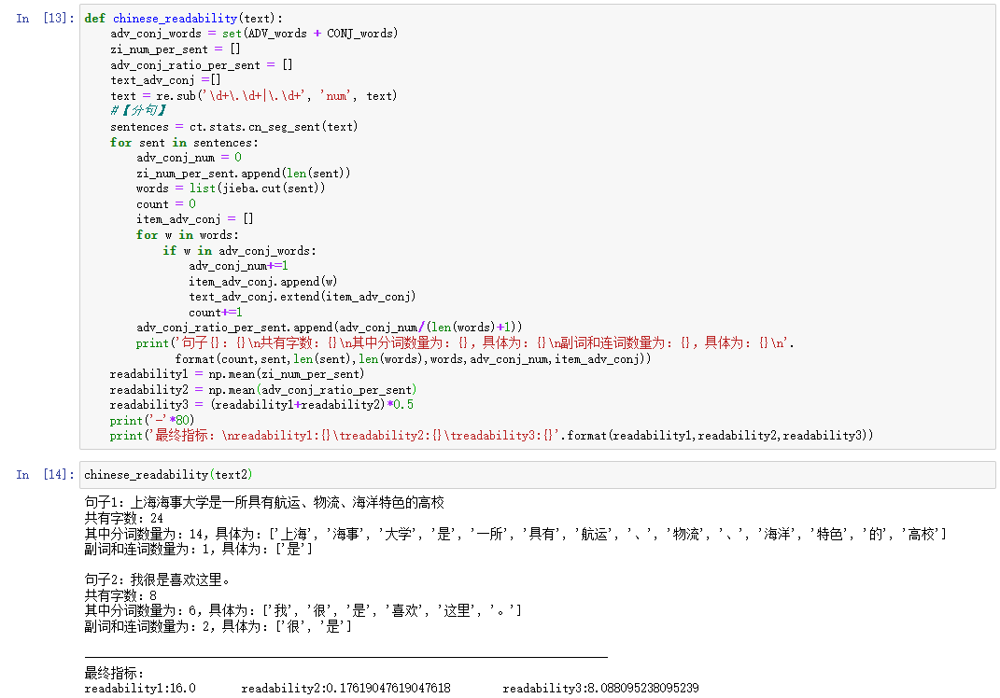 In [13]: def chinese_readability(text):
    adv_conj_words = set(ADV_words + CONJ_words)
    zi_num_per_sent = []
    adv_conj_ratio_per_sent = []
    text_adv_conj =[]
    text = re.sub('\d+\.\d+|\.\d+', 'num', text)
    #【分句】
    sentences = ct.stats.cn_seg_sent(text)
    for sent in sentences:
        adv_conj_num = 0
        zi_num_per_sent.append(len(sent))
        words = list(jieba.cut(sent))
        count = 0
        item_adv_conj = []
        for w in words:
            if w in adv_conj_words:
                adv_conj_num+=1
                item_adv_conj.append(w)
                text_adv_conj.extend(item_adv_conj)
                count+=1
        adv_conj_ratio_per_sent.append(adv_conj_num/(len(words)+1))
        print('句子{}: {}\n共有字数: {}\n其中分词数量为: {}, 具体为: {}\n副词和连词数量为: {}, 具体为: {}\n'.
              format(count,sent,len(sent),len(words),words,adv_conj_num,item_adv_conj))
    readability1 = np.mean(zi_num_per_sent)
    readability2 = np.mean(adv_conj_ratio_per_sent)
    readability3 = (readability1+readability2)*0.5
    print('-'*80)
    print('最终指标: \nreadability1:{}\treadability2:{}\treadability3:{}'.format(readability1,readability2,readability3))
In [14]: chinese_readability(text2)
句子1: 上海海事大学是一所具有航运、物流、海洋特色的高校
共有字数: 24
其中分词数量为: 14, 具体为: ['上海', '海事', '大学', '是', '一所', '具有', '航运', '、', '物流', '、', '海洋', '特色', '的', '高校']
副词和连词数量为: 1, 具体为: ['是']
句子2: 我很是喜欢这里。
共有字数: 8
其中分词数量为: 6, 具体为: ['我', '很', '是', '喜欢', '这里', '。']
副词和连词数量为: 2, 具体为: ['很', '是']
--------------------------------------------------------------------------------
最终指标:
readability1:16.0 readability2:0.17619047619047618 readability3:8.088095238095239